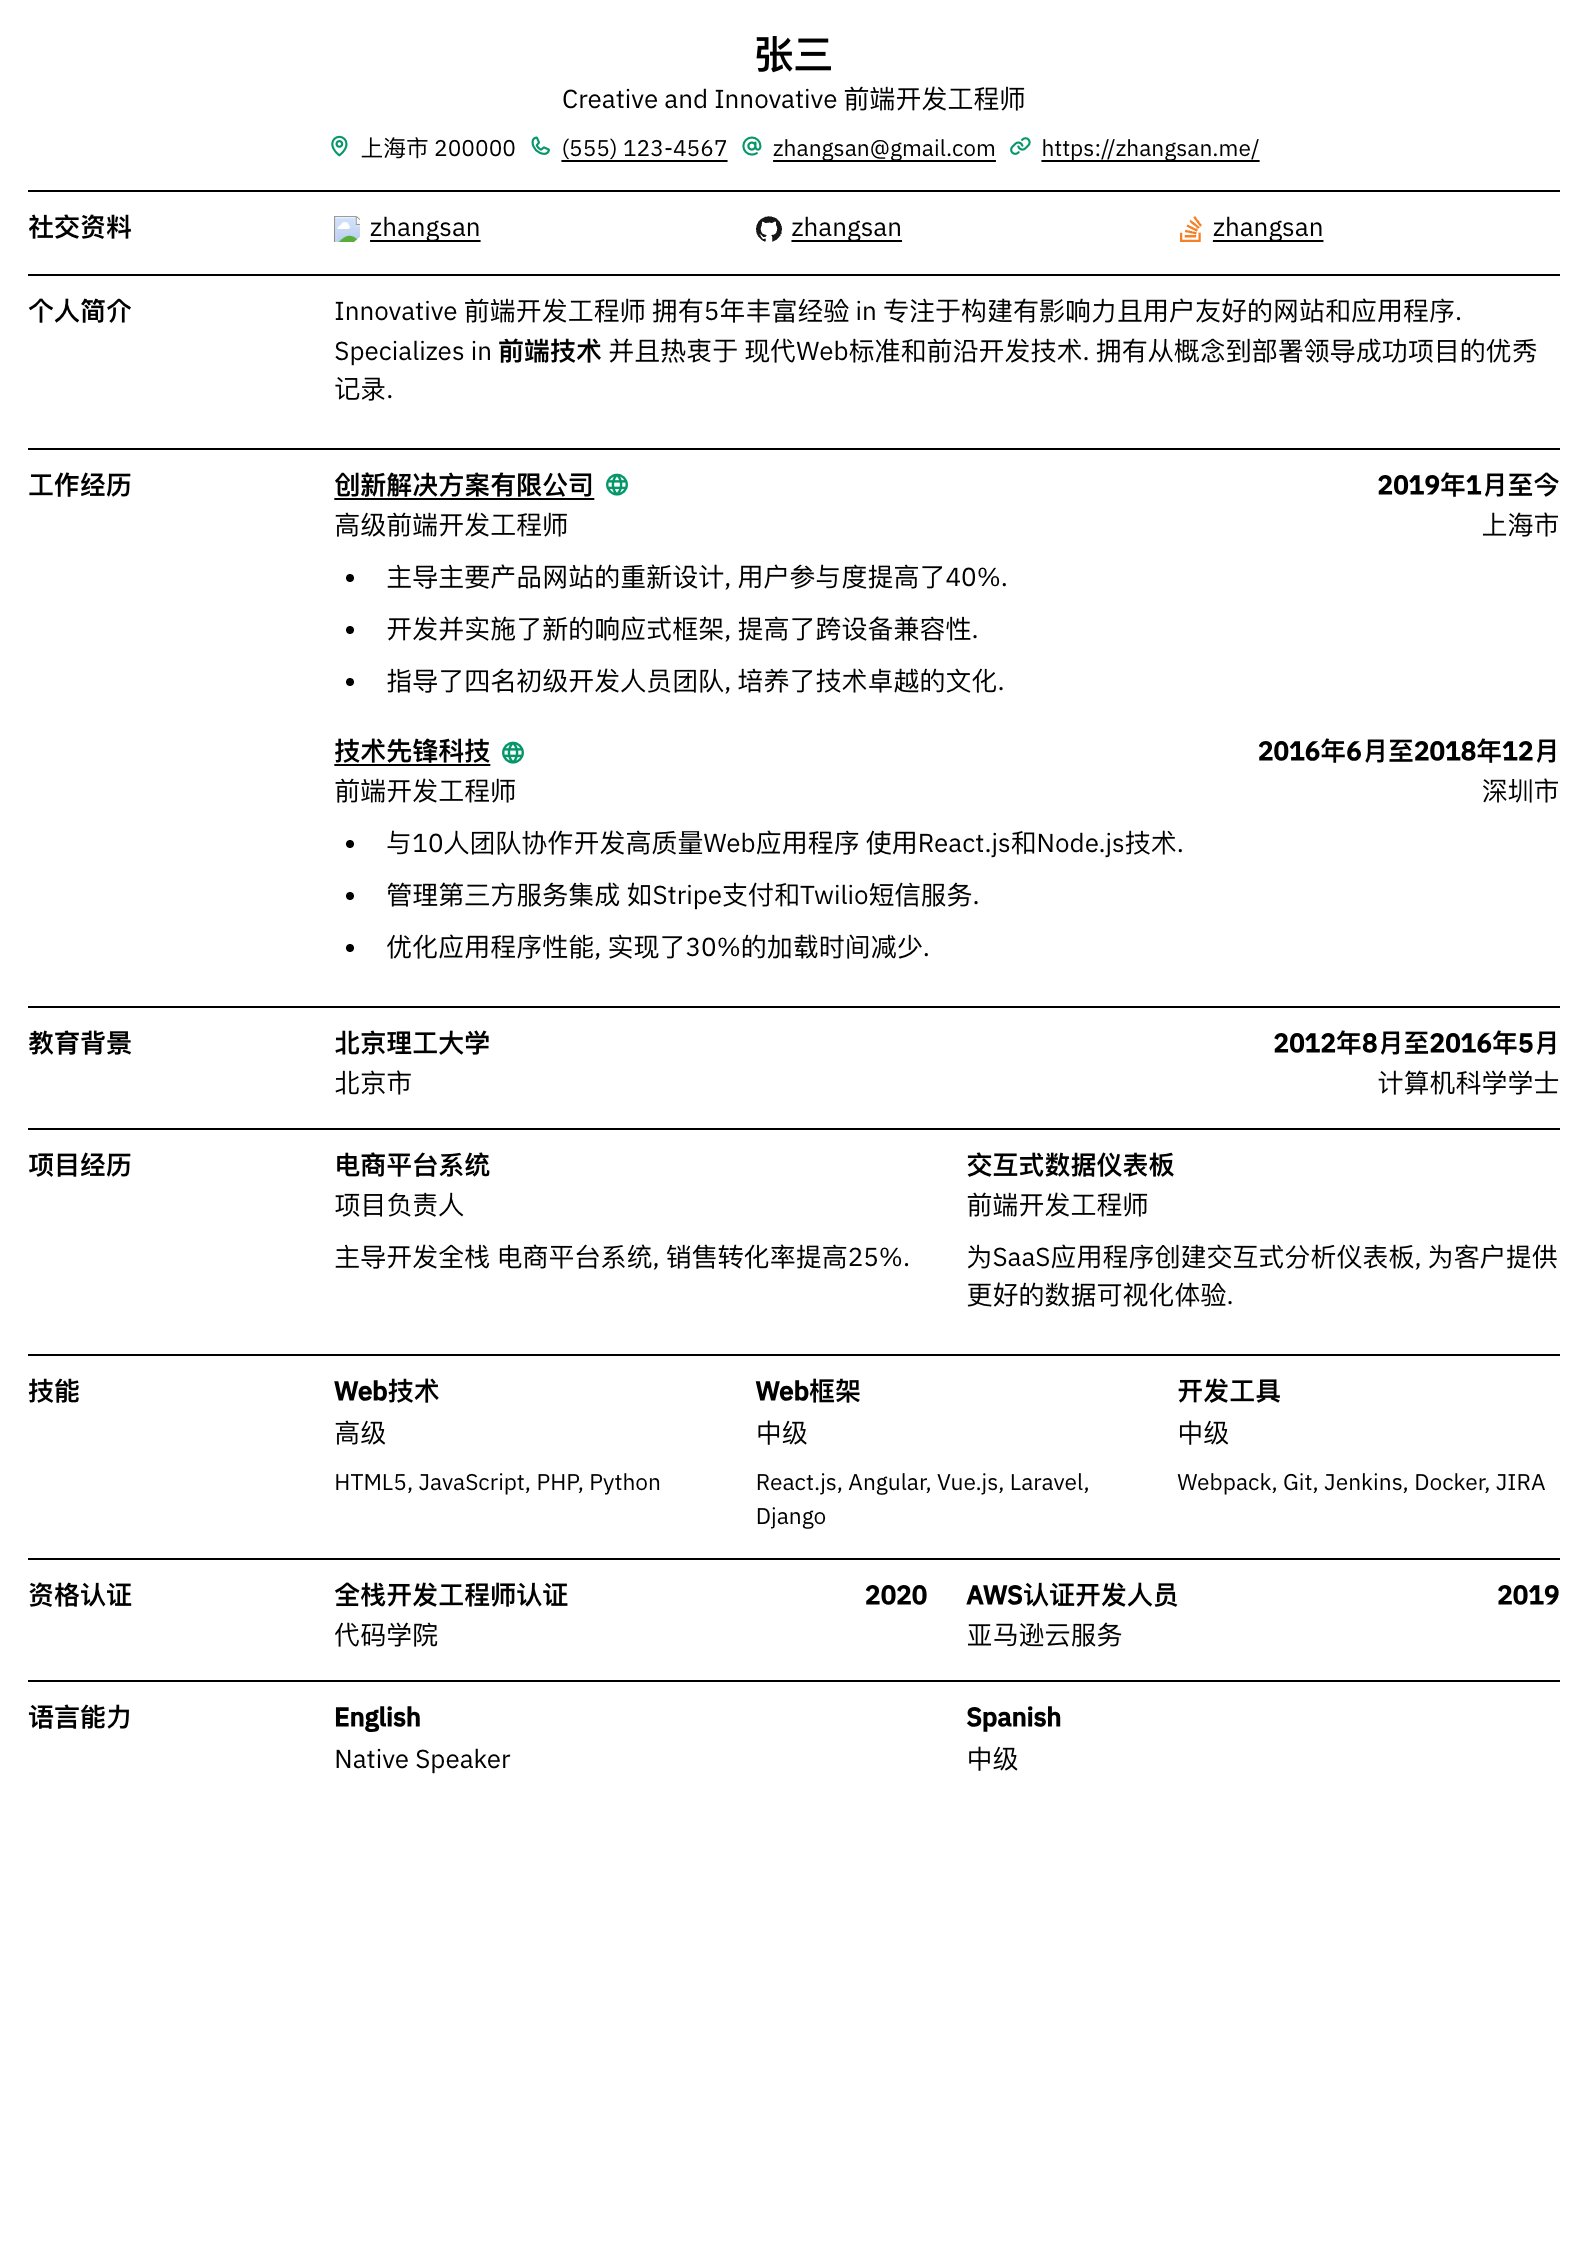 张三
Creative and Innovative 前端开发工程师
上海市 200000 (555) 123-4567 zhangsan@gmail.com https://zhangsan.me/
社交资料
zhangsan zhangsan zhangsan
个人简介
Innovative 前端开发工程师 拥有5年丰富经验 in 专注于构建有影响力且用户友好的网站和应用程序.
Specializes in 前端技术 并且热衷于 现代Web标准和前沿开发技术. 拥有从概念到部署领导成功项目的优秀
记录.
工作经历
创新解决方案有限公司 2019年1月至今
高级前端开发工程师 上海市
• 主导主要产品网站的重新设计, 用户参与度提高了40%.
• 开发并实施了新的响应式框架, 提高了跨设备兼容性.
• 指导了四名初级开发人员团队, 培养了技术卓越的文化.
技术先锋科技 2016年6月至2018年12月
前端开发工程师 深圳市
• 与10人团队协作开发高质量Web应用程序 使用React.js和Node.js技术.
• 管理第三方服务集成 如Stripe支付和Twilio短信服务.
• 优化应用程序性能, 实现了30%的加载时间减少.
教育背景
北京理工大学 2012年8月至2016年5月
北京市 计算机科学学士
项目经历
电商平台系统
项目负责人
主导开发全栈 电商平台系统, 销售转化率提高25%.
交互式数据仪表板
前端开发工程师
为SaaS应用程序创建交互式分析仪表板, 为客户提供
更好的数据可视化体验.
技能
Web技术
高级
HTML5, JavaScript, PHP, Python
Web框架
中级
React.js, Angular, Vue.js, Laravel,
Django
开发工具
中级
Webpack, Git, Jenkins, Docker, JIRA
资格认证
全栈开发工程师认证 2020
代码学院
AWS认证开发人员 2019
亚马逊云服务
语言能力
English
Native Speaker
Spanish
中级